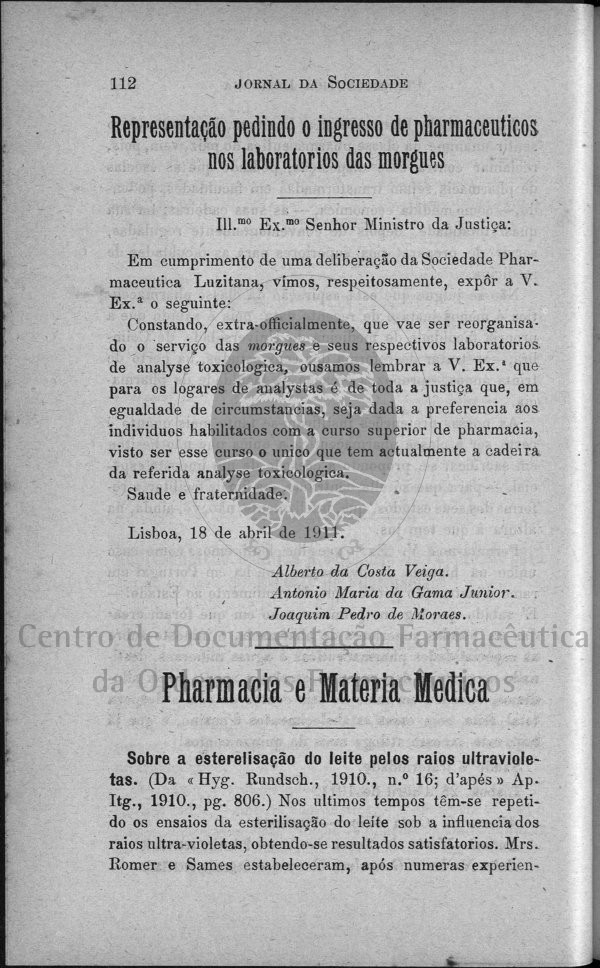 112 JORNAL DA SOCIEDADE
Representação pedindo o ingresso de pharmaceuticos
nos laboratorios das morgues
Ill.mo Ex.mo Senhor Ministro da Justiça:
Em cumprimento de uma deliberação da Sociedade Phar-
maceutica Luzitana, vimos, respeitosamente, expôr a V.
Ex.ª o seguinte:
Constando, extra-officialmente, que vae ser reorganisa-
do o serviço das morgues e seus respectivos laboratorios
de analyse toxicologica, ousamos lembrar a V. Ex.ª que
para os logares de analystas é de toda a justiça que, em
egualdade de circumstancias, seja dada a preferencia aos
individuos habilitados com a curso superior de pharmacia,
visto ser esse curso o unico que tem actualmente a cadeira
da referida analyse toxicologica.
Saude e fraternidade.
Lisboa, 18 de abril de 1911.
Alberto da Costa Veiga.
Antonio Maria da Gama Junior.
Joaquim Pedro de Moraes.
Centro de Documentação Farmacêutica
da Ordem dos Farmacêuticos
Pharmacia e Materia Medica
Sobre a esterelisação do leite pelos raios ultraviole-
tas. (Da «Hyg. Rundsch., 1910., n.º 16; d'apés» Ap.
Itg., 1910., pg. 806.) Nos ultimos tempos têm-se repeti-
do os ensaios da esterilisação do leite sob a influencia dos
raios ultra-violetas, obtendo-se resultados satisfatorios. Mrs.
Romer e Sames estabeleceram, após numeras experien-